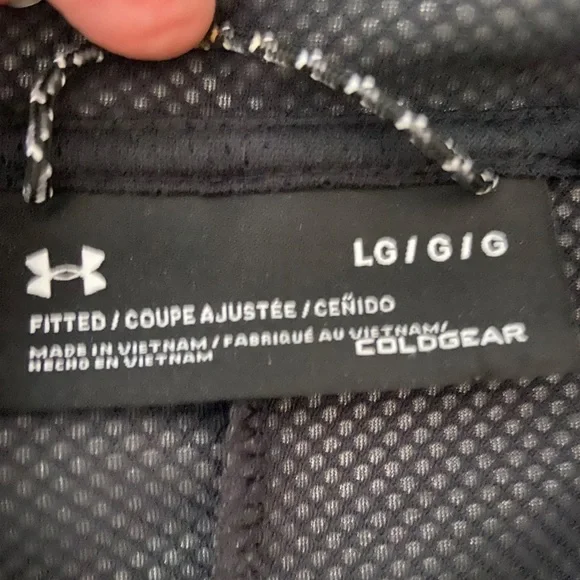 LG / G / G
FITTED / COUPE AJUSTÉE / CEÑIDO
MADE IN VIETNAM / FABRIQUÉ AU VIETNAM/
HECHO EN VIETNAM
COLDGEAR